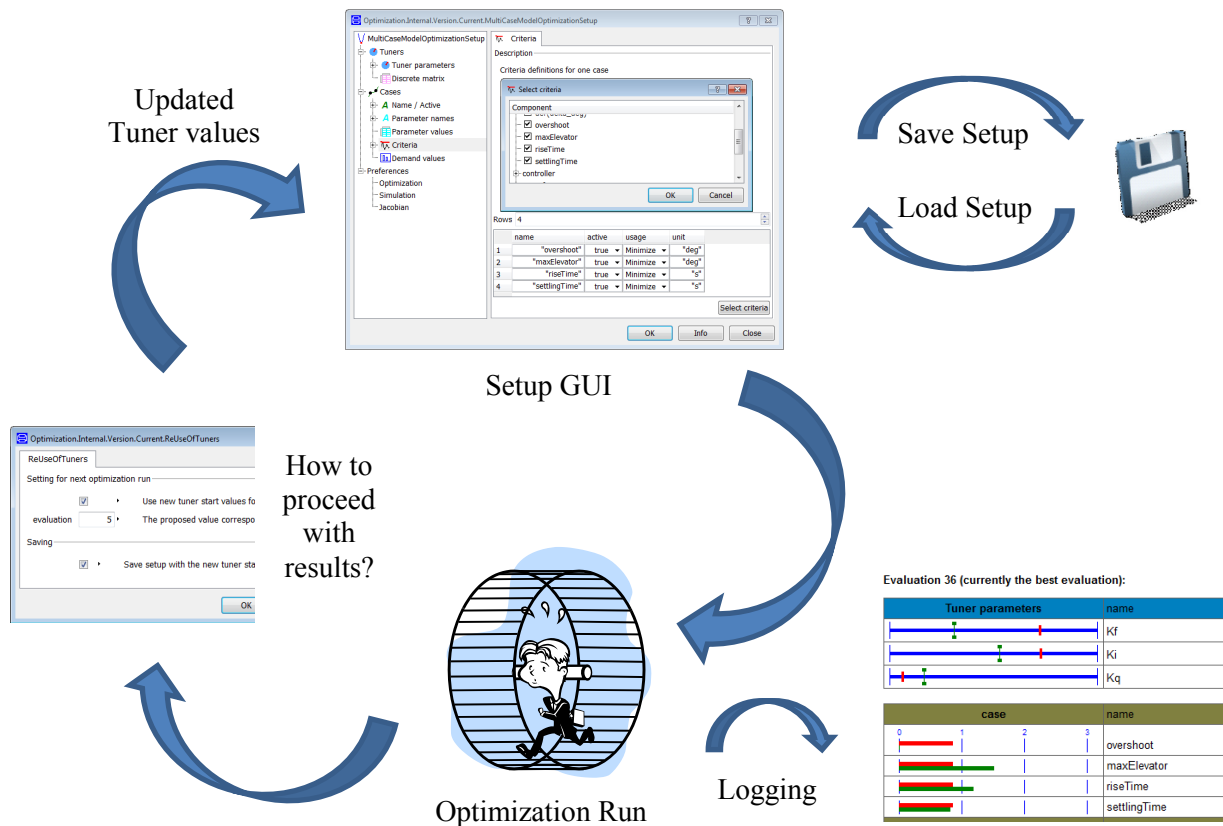 Optimization.Internal.Version.Current.MultiCaseModelOptimizationSetup
MultiCaseModelOptimizationSetup
Tuners
Tuner parameters
Discrete matrix
Cases
Name / Active
Parameter names
Parameter values
Criteria
Demand values
Preferences
Optimization
Simulation
Jacobian
Criteria
Description
Criteria definitions for one case
Select criteria
Component
overshoot
maxElevator
riseTime
settlingTime
controller
OK Cancel
Rows 4
name active usage unit
1 "overshoot" true Minimize "deg"
2 "maxElevator" true Minimize "deg"
3 "riseTime" true Minimize "s"
4 "settlingTime" true Minimize "s"
Select criteria
OK Info Close
Setup GUI
Updated
Tuner values
Save Setup
Load Setup
Optimization.Internal.Version.Current.ReUseOfTuners
ReUseOfTuners
Setting for next optimization run
Use new tuner start values fo
evaluation 5 The proposed value correspo
Saving
Save setup with the new tuner sta
OK
How to
proceed
with
results?
Optimization Run
Logging
Evaluation 36 (currently the best evaluation):
Tuner parameters name
Kf
Ki
Kq
case name
0 1 2 3
overshoot
maxElevator
riseTime
settlingTime